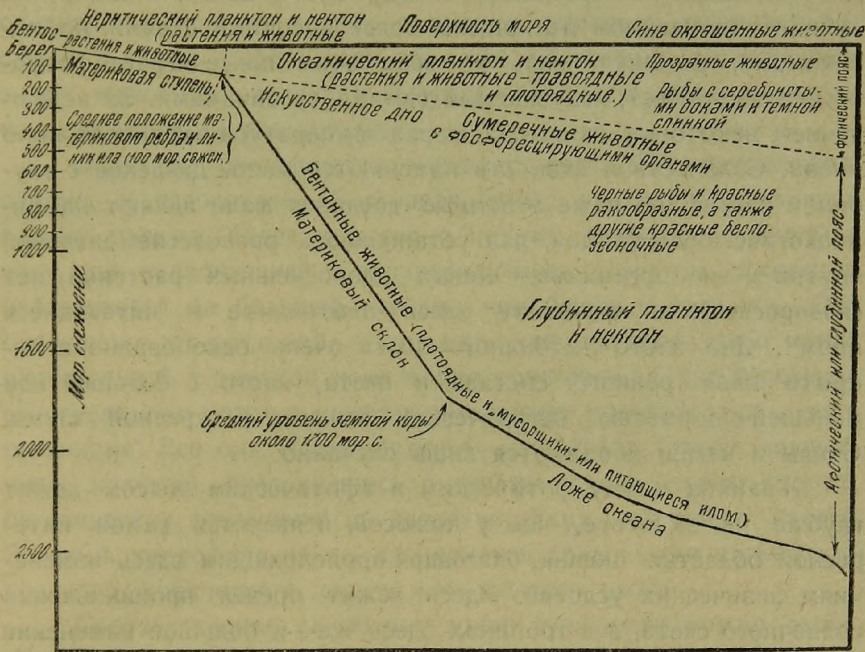 Неритический планктон и нектон
(растения и животные
Поверхность моря
Сине окрашенные животные
Бентос-
Берег
растения и животные
Материковая ступень
Океанический планктон и нектон
(растения и животные-травоядные
и плотоядные.)
Прозрачные животные
Рыбы с серебристы-
ми боками и темной
спинкой
Искусственное дно
Сумеречные животные
с фосфоресцирующими органами
Среднее положение ма-
терикового ребра и ли-
нии ила (100 мор. сажен.)
Черные рыбы и красные
ракообразные, а также
другие красные беспо-
звоночные
Глубинный планктон
и нектон
Бентонные животные (плотоядные и „мусорщики" или питающиеся илом.)
Материковый склон
Средний уровень земной коры
около 1700 мор. с.
Ложе океана
Мор. сажени
100
200
300
400
500
600
700
800
900
1000
1500
2000
2500
Фотический пояс
Афотический или глубинной пояс